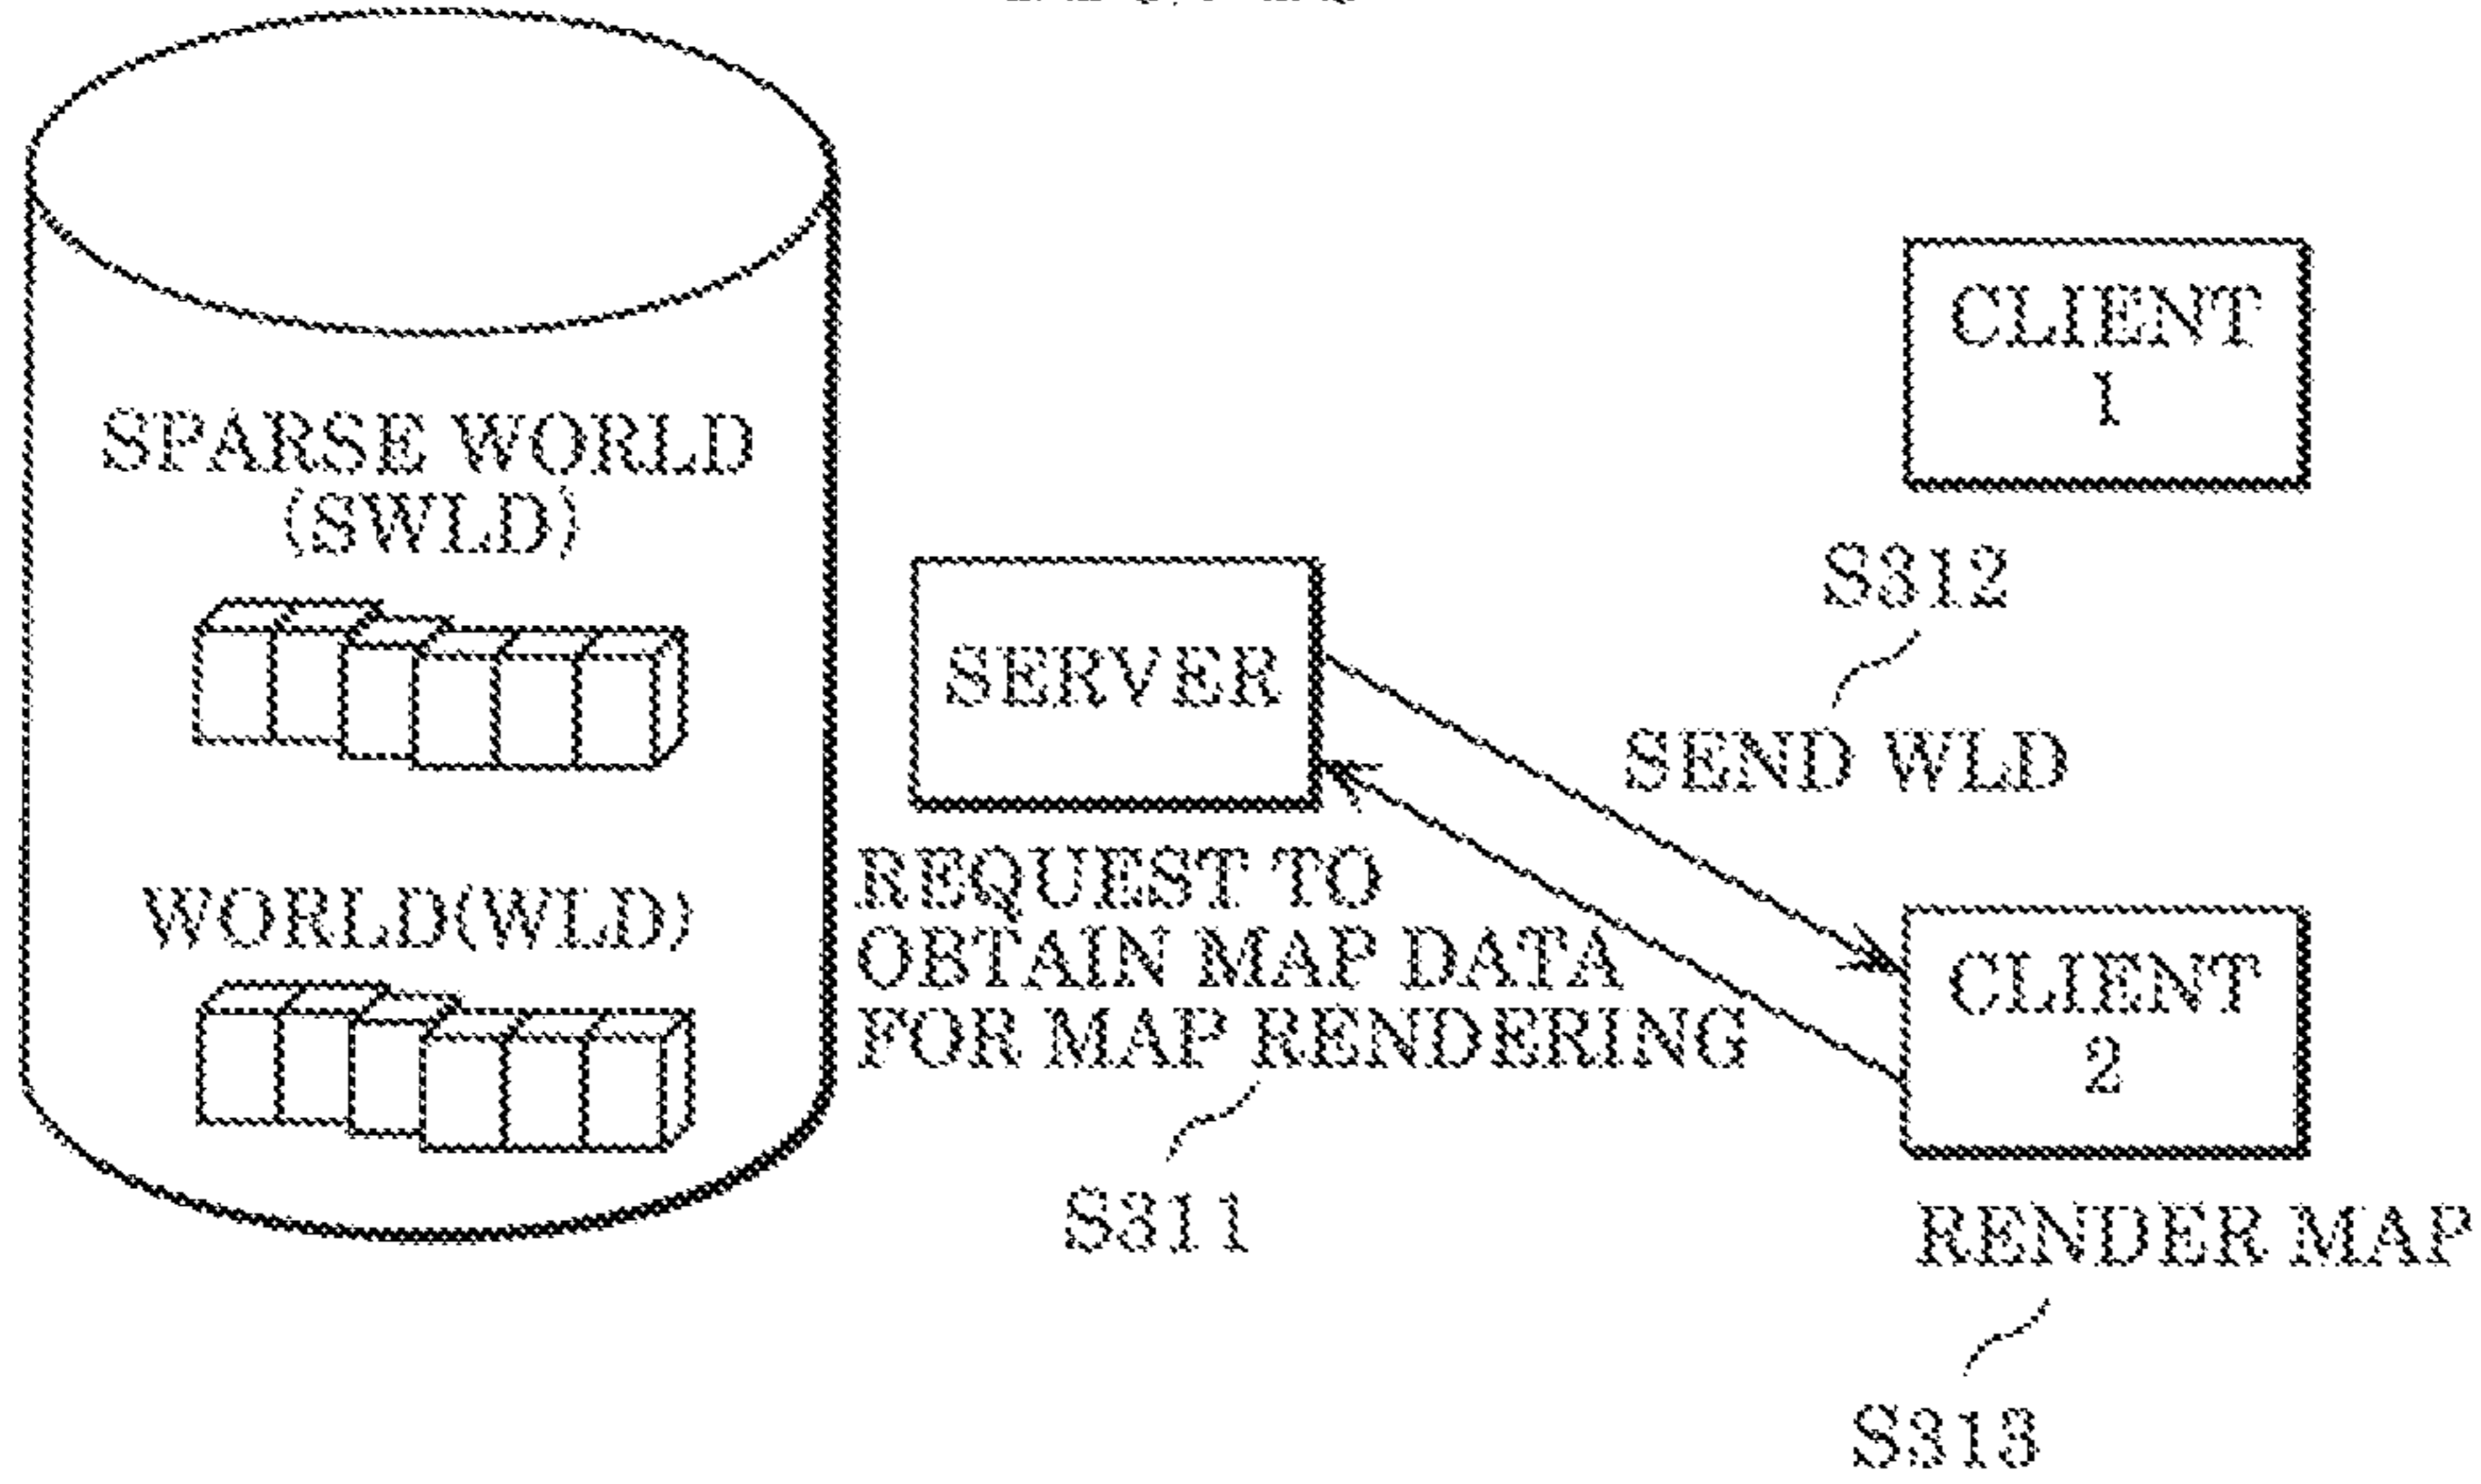 SPARSE WORLD
(SWLD)
WORLD(WLD)
SERVER
REQUEST TO
OBTAIN MAP DATA
FOR MAP RENDERING
S311
CLIENT
1
S312
SEND WLD
CLIENT
2
RENDER MAP
S313